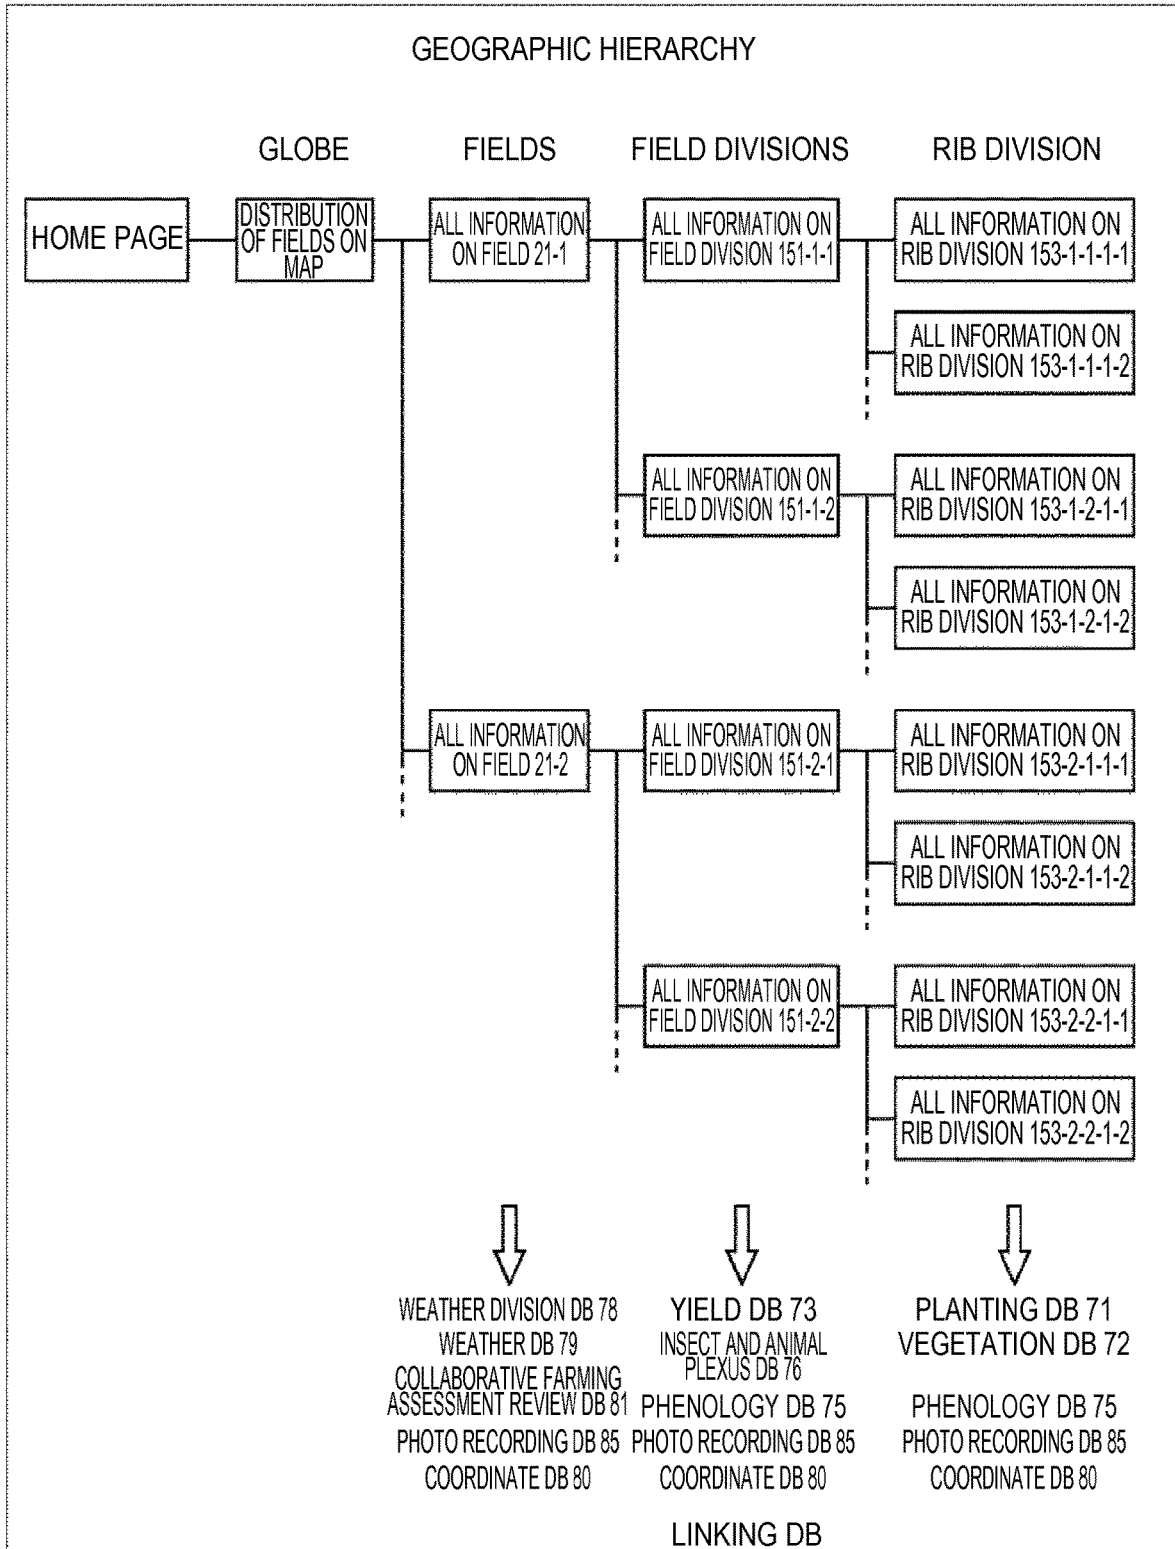 GEOGRAPHIC HIERARCHY
GLOBE
FIELDS
FIELD DIVISIONS
RIB DIVISION
HOME PAGE
DISTRIBUTION
OF FIELDS ON
MAP
ALL INFORMATION
ON FIELD 21-1
ALL INFORMATION ON
FIELD DIVISION 151-1-1
ALL INFORMATION ON
RIB DIVISION 153-1-1-1-1
ALL INFORMATION ON
RIB DIVISION 153-1-1-1-2
ALL INFORMATION ON
FIELD DIVISION 151-1-2
ALL INFORMATION ON
RIB DIVISION 153-1-2-1-1
ALL INFORMATION ON
RIB DIVISION 153-1-2-1-2
ALL INFORMATION
ON FIELD 21-2
ALL INFORMATION ON
FIELD DIVISION 151-2-1
ALL INFORMATION ON
RIB DIVISION 153-2-1-1-1
ALL INFORMATION ON
RIB DIVISION 153-2-1-1-2
ALL INFORMATION ON
FIELD DIVISION 151-2-2
ALL INFORMATION ON
RIB DIVISION 153-2-2-1-1
ALL INFORMATION ON
RIB DIVISION 153-2-2-1-2
WEATHER DIVISION DB 78
WEATHER DB 79
COLLABORATIVE FARMING
ASSESSMENT REVIEW DB 81
PHOTO RECORDING DB 85
COORDINATE DB 80
YIELD DB 73
INSECT AND ANIMAL
PLEXUS DB 76
PHENOLOGY DB 75
PHOTO RECORDING DB 85
COORDINATE DB 80
PLANTING DB 71
VEGETATION DB 72
PHENOLOGY DB 75
PHOTO RECORDING DB 85
COORDINATE DB 80
LINKING DB